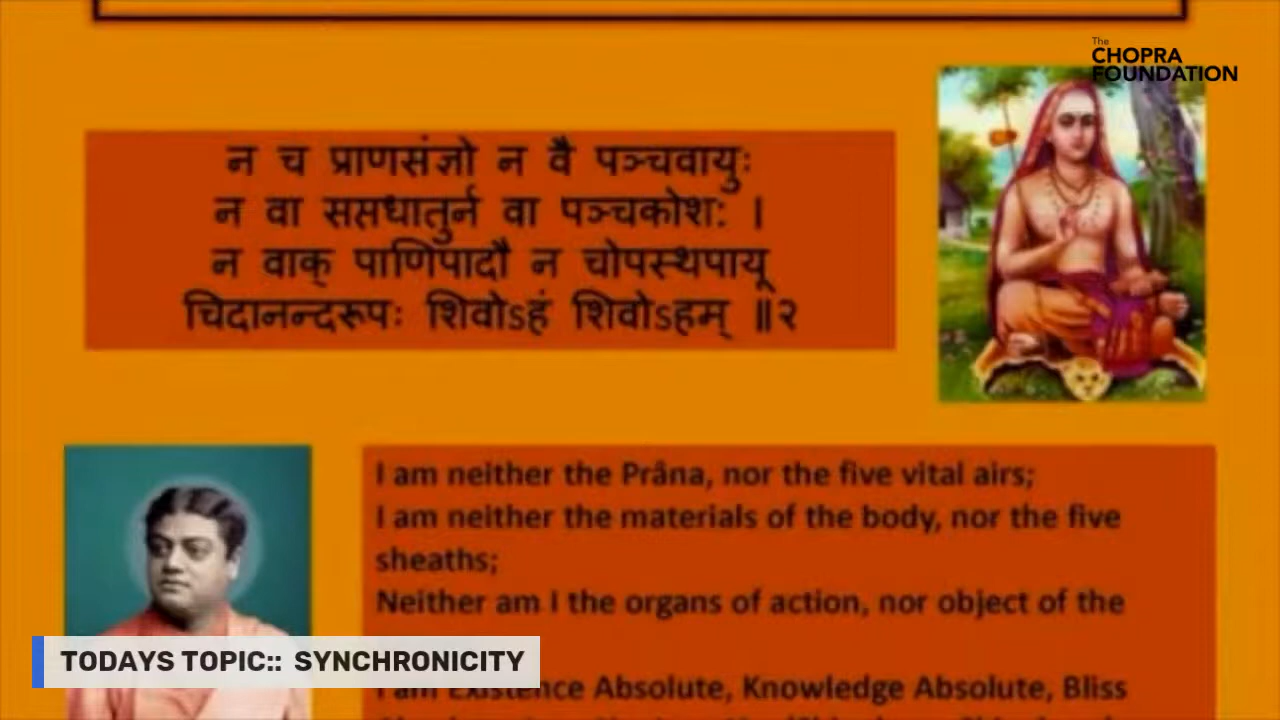 The
CHOPRA
FOUNDATION
न च प्राणसंज्ञो न वै पञ्चवायुः
न वा सप्तधातुर्न वा पञ्चकोशः ।
न वाक् पाणिपादौ न चोपस्थपायू
चिदानन्दरूपः शिवोऽहं शिवोऽहम् ॥२
I am neither the Prâna, nor the five vital airs;
I am neither the materials of the body, nor the five
sheaths;
Neither am I the organs of action, nor object of the
I am Existence Absolute, Knowledge Absolute, Bliss
TODAYS TOPIC:: SYNCHRONICITY